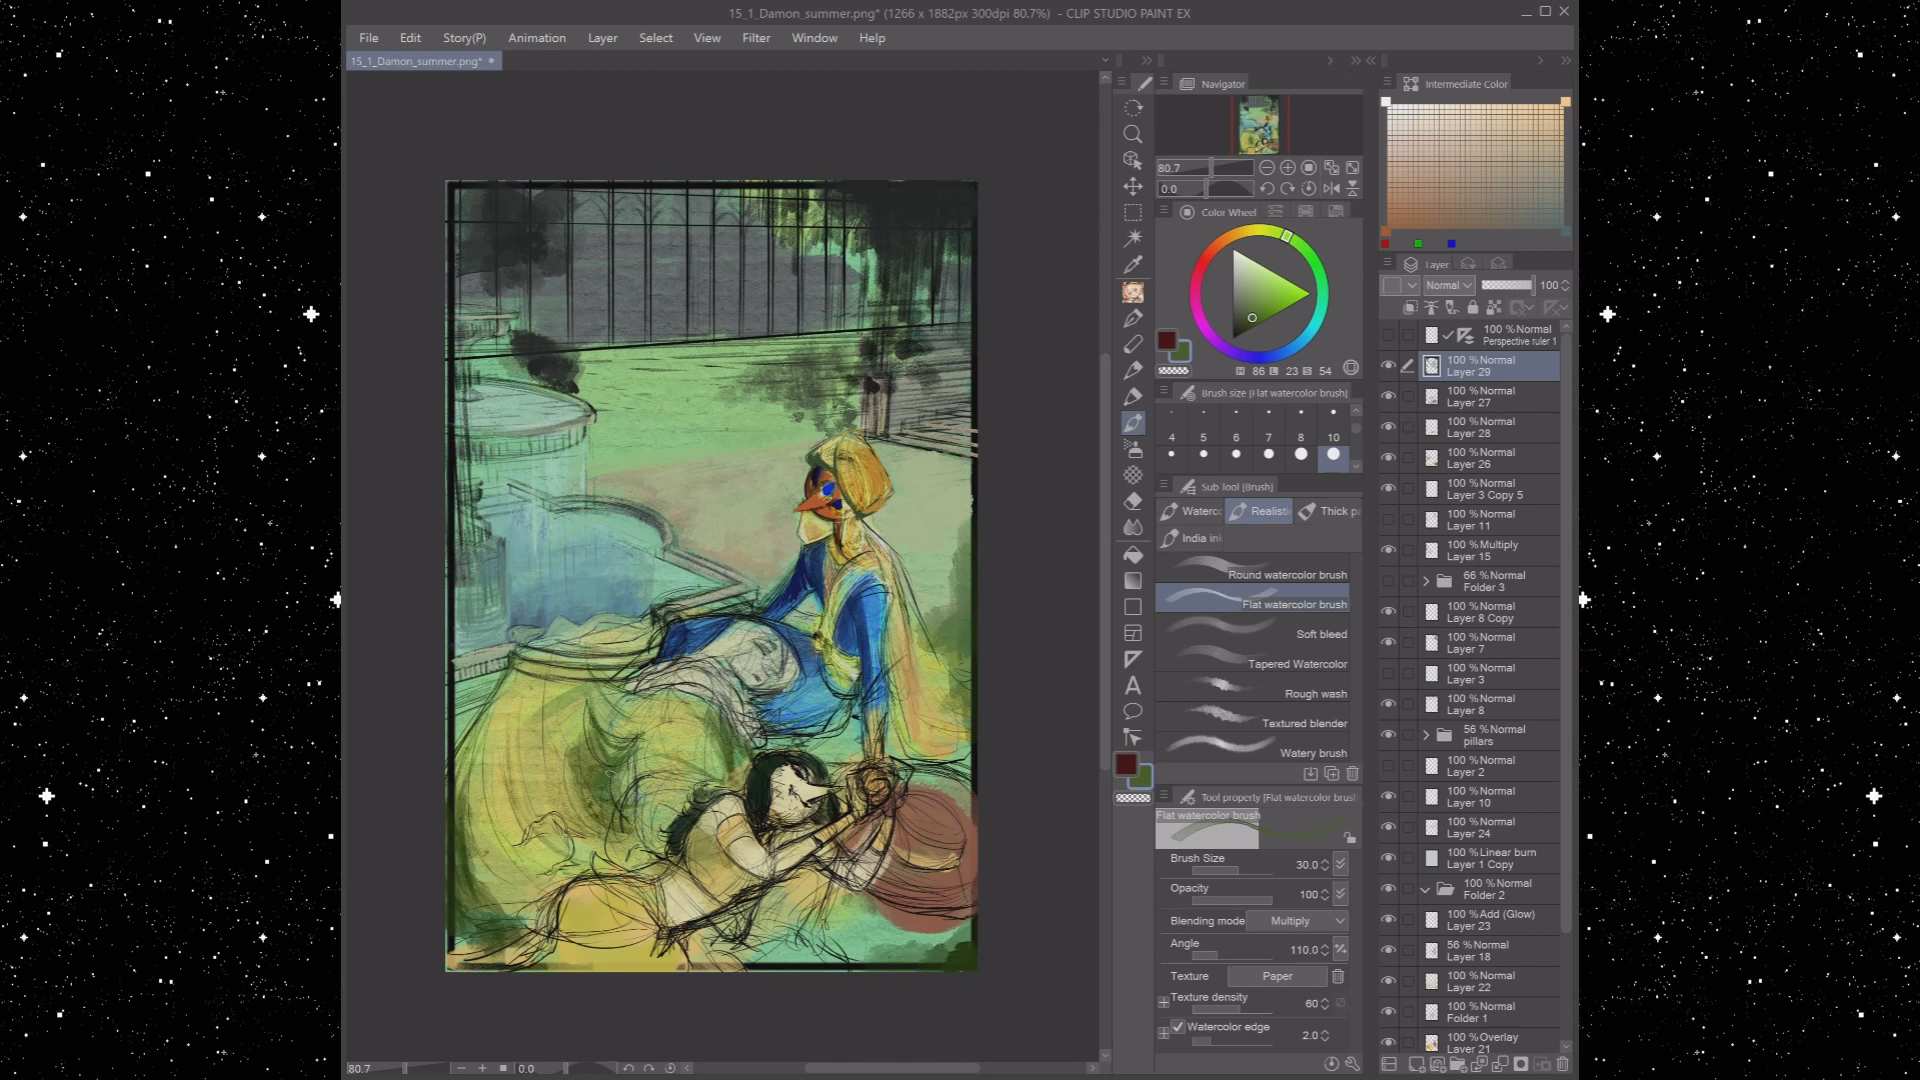 15_1_Damon_summer.png* (1266 x 1882px 300dpi 80.7%) - CLIP STUDIO PAINT EX
File Edit Story(P) Animation Layer Select View Filter Window Help
15_1_Damon_summer.png*
Navigator
80.7
0.0
Color Wheel
H 86 L 23 S 54
Brush size [Flat watercolor brush]
4 5 6 7 8 10
Sub Tool [Brush]
Waterc Realisti Thick p
India in
Round watercolor brush
Flat watercolor brush
Soft bleed
Tapered Watercolor
Rough wash
Textured blender
Watery brush
Tool property [Flat watercolor brus
Flat watercolor brush
Brush Size 30.0
Opacity 100
Blending mode Multiply
Angle 110.0
Texture Paper
Texture density 60
Watercolor edge 2.0
Intermediate Color
Layer
Normal 100
100 %Normal
Perspective ruler 1
100 %Normal
Layer 29
100 %Normal
Layer 27
100 %Normal
Layer 28
100 %Normal
Layer 26
100 %Normal
Layer 3 Copy 5
100 %Normal
Layer 11
100 %Multiply
Layer 15
66 %Normal
Folder 3
100 %Normal
Layer 8 Copy
100 %Normal
Layer 7
100 %Normal
Layer 3
100 %Normal
Layer 8
56 %Normal
pillars
100 %Normal
Layer 2
100 %Normal
Layer 10
100 %Normal
Layer 24
100 %Linear burn
Layer 1 Copy
100 %Normal
Folder 2
100 %Add (Glow)
Layer 23
56 %Normal
Layer 18
100 %Normal
Layer 22
100 %Normal
Folder 1
100 %Overlay
Layer 21
80.7 0.0